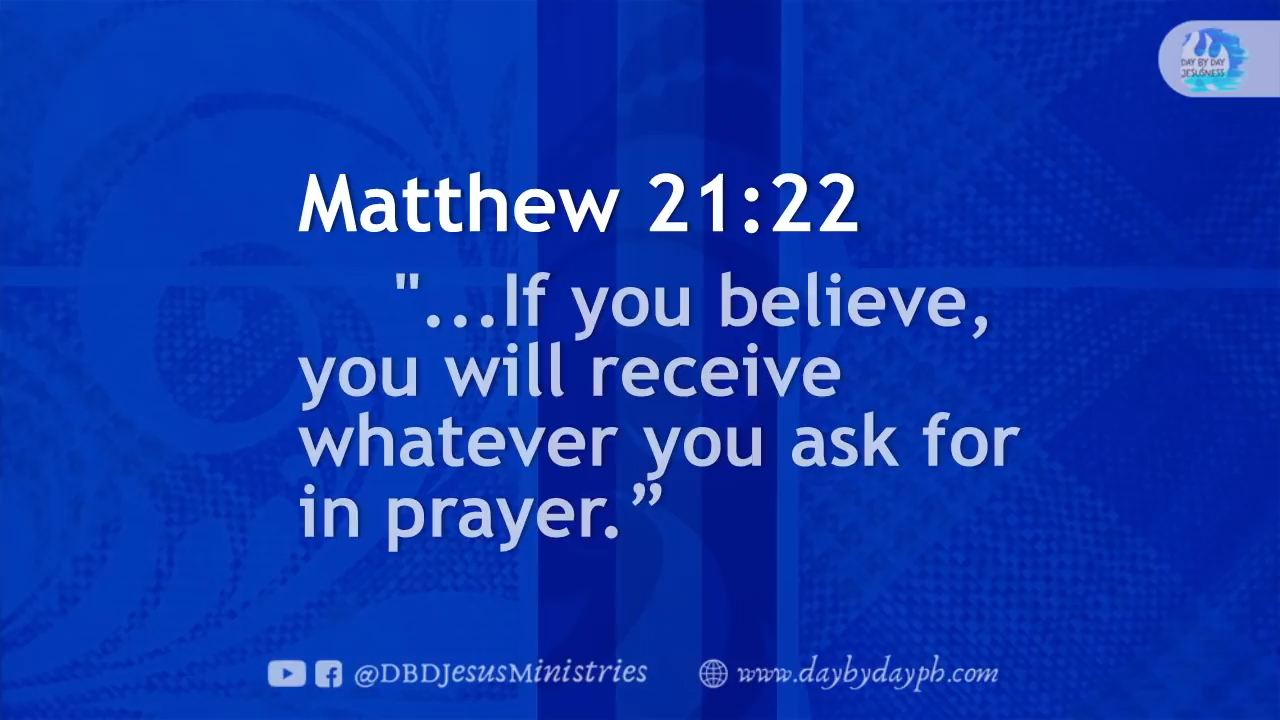 DAY BY DAY
JESUSNESS
Matthew 21:22
"...If you believe,
you will receive
whatever you ask for
in prayer.”
@DBDJesusMinistries
www.daybydayph.com